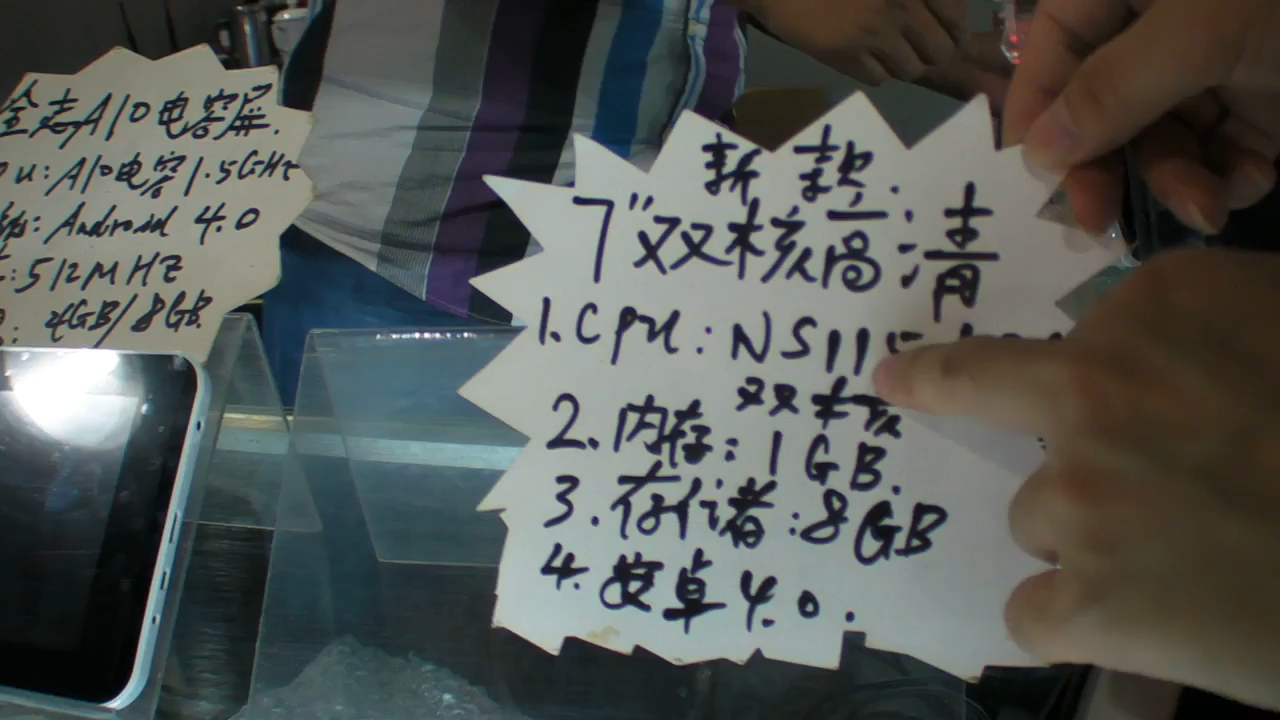 全志A10电容屏.
PU:A10电容1.5GHz
Android 4.0
:512MHZ
: 4GB/8GB.
新款.
7"双核高清
1.CPU:NS115
双核
2.内存:1GB.
3.存储:8GB
4.安卓4.0.